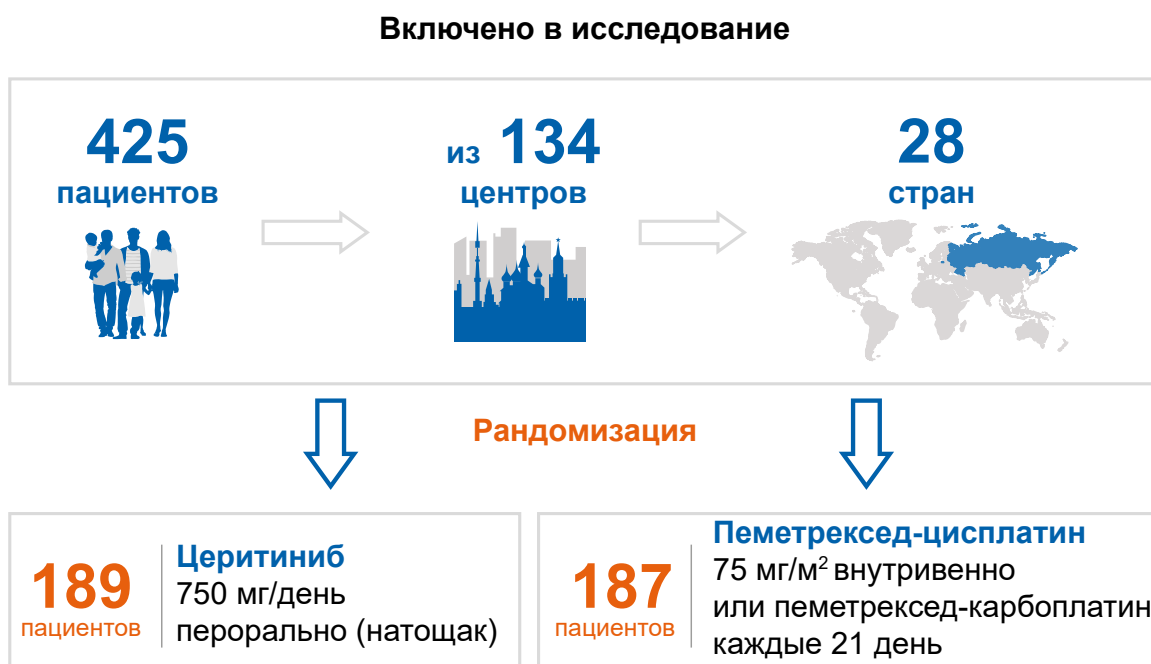 Включено в исследование
425
пациентов
из 134
центров
28
стран
Рандомизация
189
пациентов
Церитиниб
750 мг/день
перорально (натощак)
187
пациентов
Пеметрексед-цисплатин
75 мг/м² внутривенно
или пеметрексед-карбоплатин
каждые 21 день